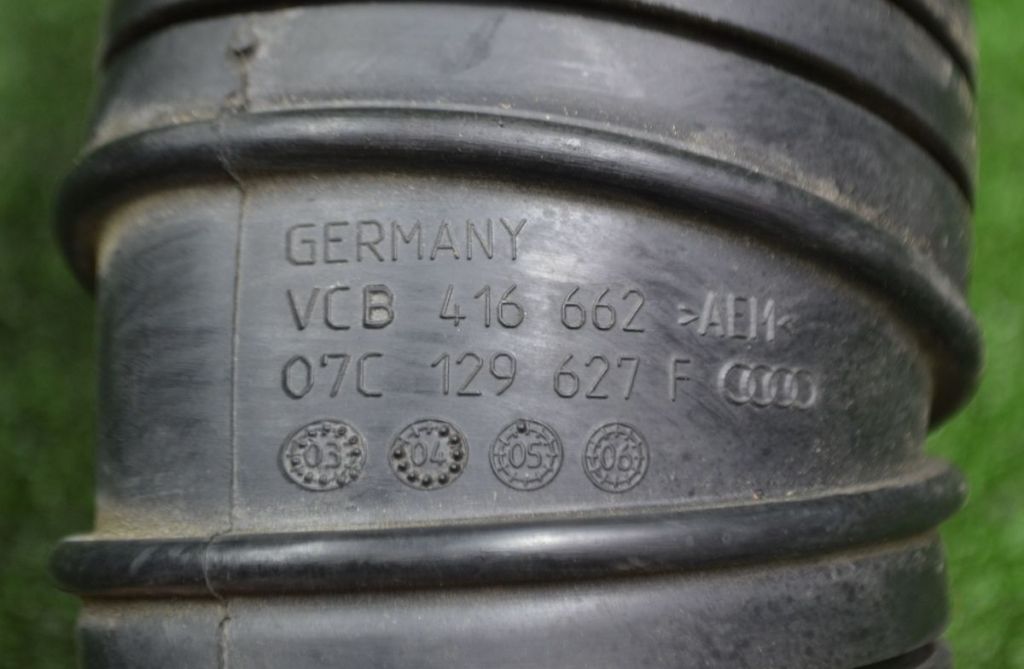 GERMANY
VCB 416 662 >AEM<
07C 129 627 F
03 04 05 06